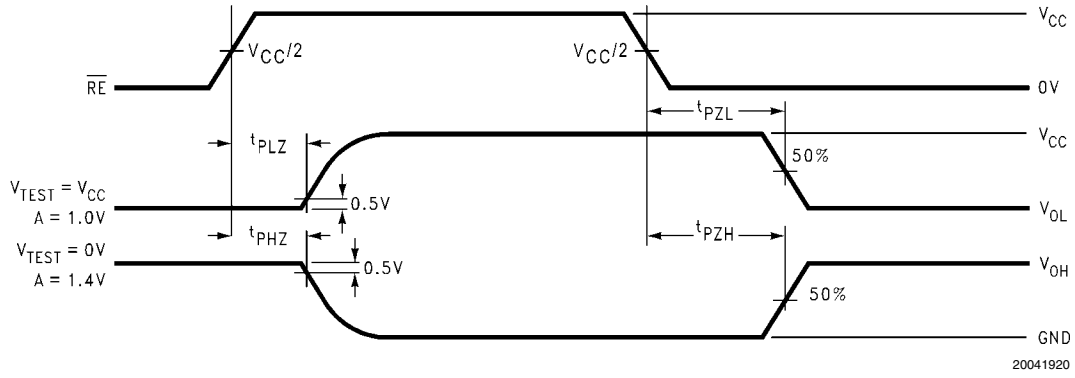 V_CC
V_CC/2
V_CC/2
R̅E̅
0V
t_PZL
V_CC
t_PLZ
50%
V_TEST = V_CC
A = 1.0V
0.5V
V_OL
t_PHZ
t_PZH
V_TEST = 0V
A = 1.4V
0.5V
V_OH
50%
GND
20041920